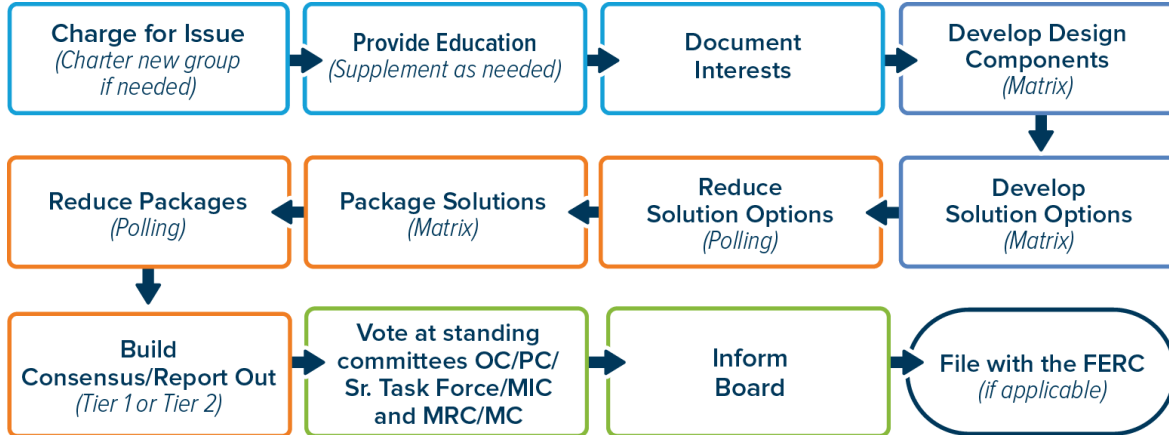 Charge for Issue
(Charter new group
if needed)
Provide Education
(Supplement as needed)
Document
Interests
Develop Design
Components
(Matrix)
Develop
Solution Options
(Matrix)
Reduce
Solution Options
(Polling)
Package Solutions
(Matrix)
Reduce Packages
(Polling)
Build
Consensus/Report Out
(Tier 1 or Tier 2)
Vote at standing
committees OC/PC/
Sr. Task Force/MIC
and MRC/MC
Inform
Board
File with the FERC
(if applicable)